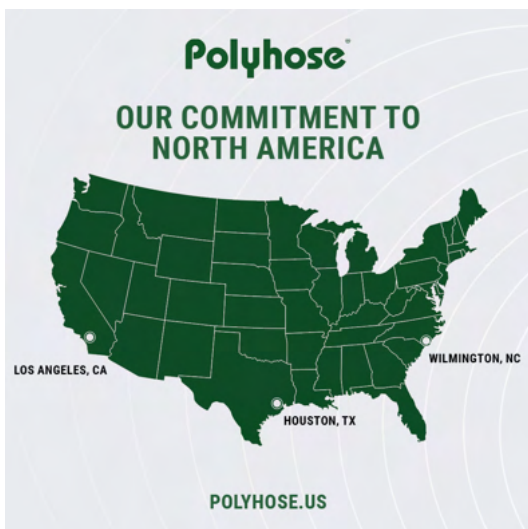 Polyhose®
OUR COMMITMENT TO
NORTH AMERICA
LOS ANGELES, CA
WILMINGTON, NC
HOUSTON, TX
POLYHOSE.US